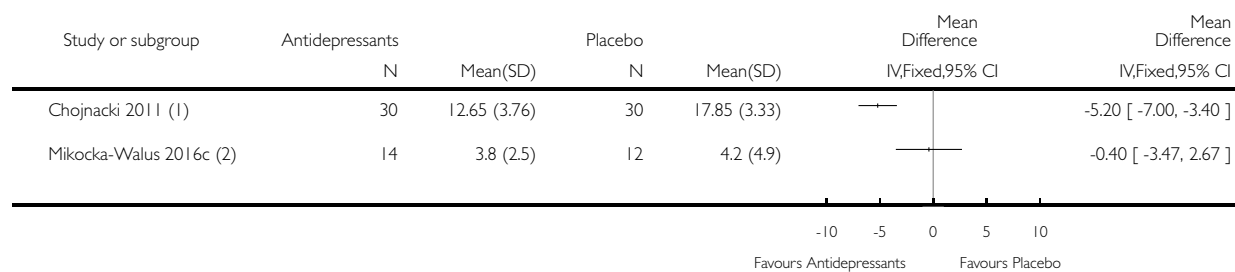 Study or subgroup Antidepressants Placebo Mean Difference Mean Difference
N Mean(SD) N Mean(SD) IV,Fixed,95% CI IV,Fixed,95% CI
Chojnacki 2011 (1) 30 12.65 (3.76) 30 17.85 (3.33) -5.20 [ -7.00, -3.40 ]
Mikocka-Walus 2016c (2) 14 3.8 (2.5) 12 4.2 (4.9) -0.40 [ -3.47, 2.67 ]
-10 -5 0 5 10
Favours Antidepressants Favours Placebo